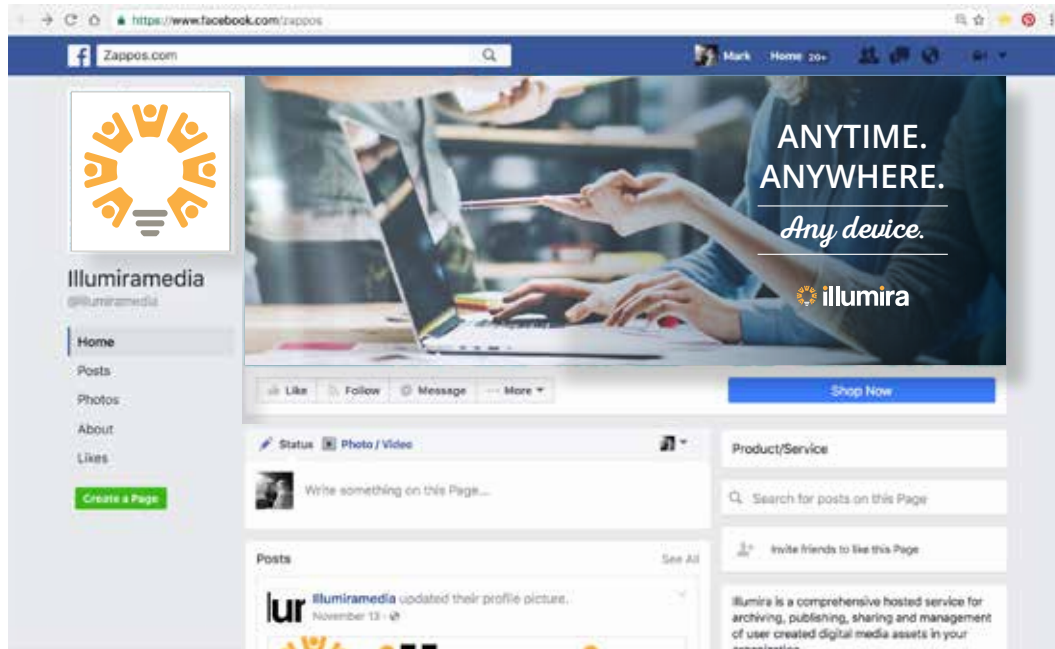 https://www.facebook.com/zappos
Zappos.com
Mark Home 20+
ANYTIME.
ANYWHERE.
Any device.
illumira
Illumiramedia
@illumiramedia
Home
Posts
Photos
About
Likes
Create a Page
Like Follow Message More
Shop Now
Status Photo / Video
Write something on this Page...
Posts See All
lur
Illumiramedia updated their profile picture.
November 13
Product/Service
Search for posts on this Page
Invite friends to like this Page
Illumira is a comprehensive hosted service for
archiving, publishing, sharing and management
of user created digital media assets in your
organization